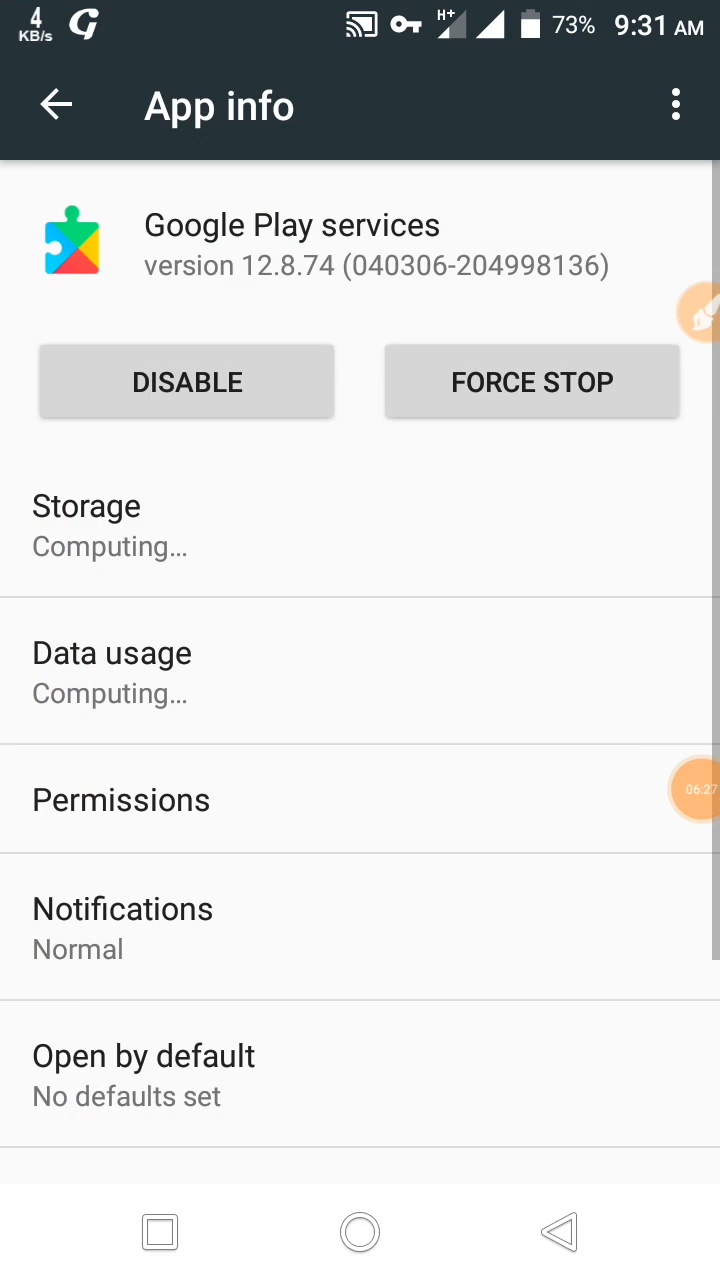 4
KB/s
H+
73%
9:31 AM
App info
Google Play services
version 12.8.74 (040306-204998136)
DISABLE
FORCE STOP
Storage
Computing...
Data usage
Computing...
Permissions
06:27
Notifications
Normal
Open by default
No defaults set